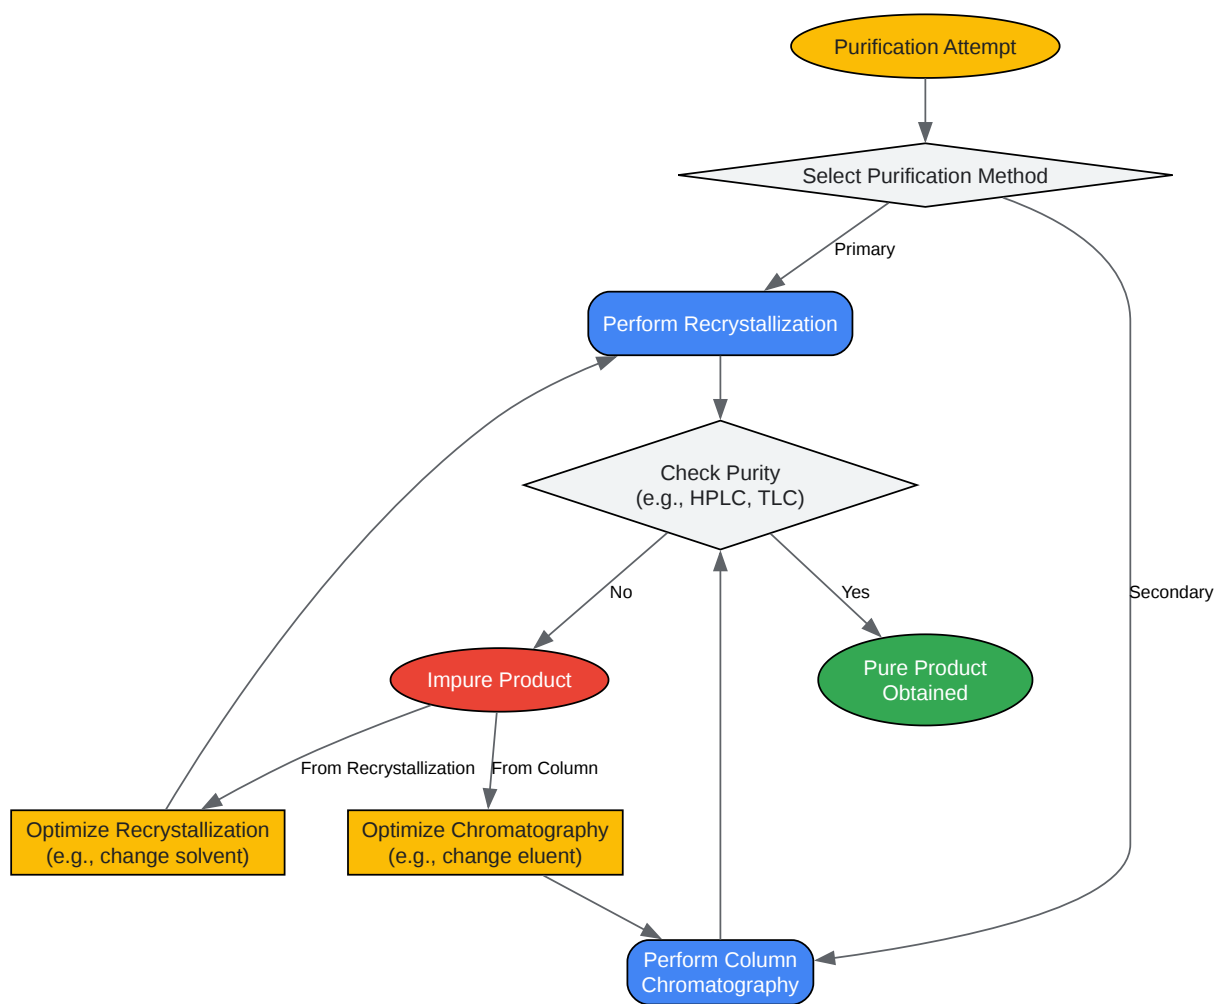 Purification Attempt
Select Purification Method
Primary
Perform Recrystallization
Check Purity
(e.g., HPLC, TLC)
No
Yes
Secondary
Impure Product
Pure Product
Obtained
From Recrystallization
From Column
Optimize Recrystallization
(e.g., change solvent)
Optimize Chromatography
(e.g., change eluent)
Perform Column
Chromatography